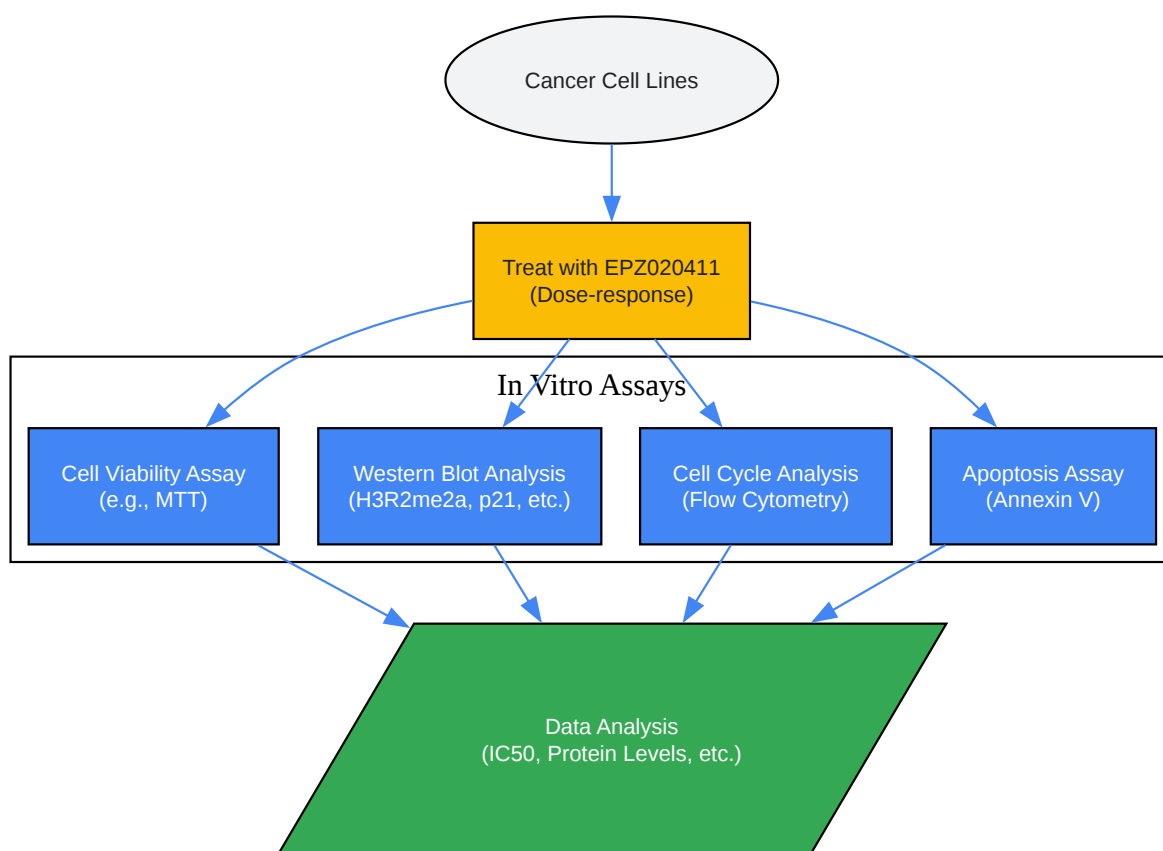 Cancer Cell Lines
Treat with EPZ020411
(Dose-response)
In Vitro Assays
Cell Viability Assay
(e.g., MTT)
Western Blot Analysis
(H3R2me2a, p21, etc.)
Cell Cycle Analysis
(Flow Cytometry)
Apoptosis Assay
(Annexin V)
Data Analysis
(IC50, Protein Levels, etc.)